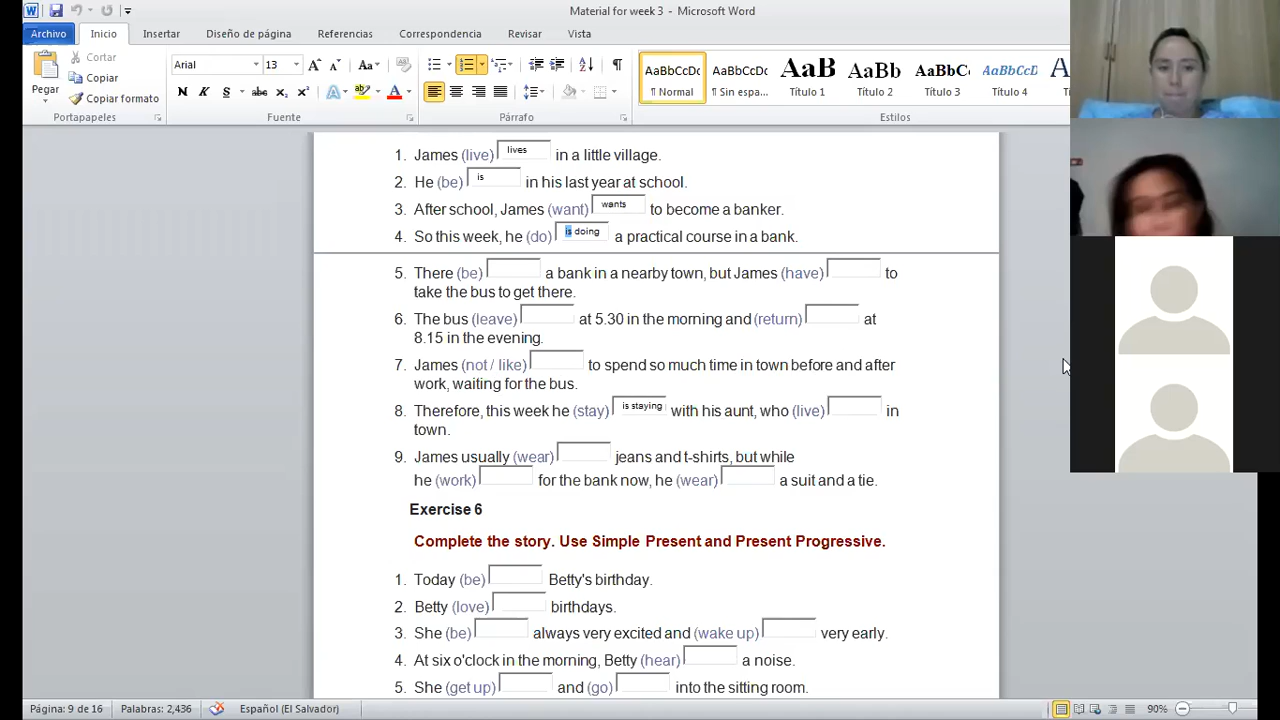 Material for week 3 - Microsoft Word
Archivo Inicio Insertar Diseño de página Referencias Correspondencia Revisar Vista
Pegar
Cortar
Copiar
Copiar formato
Portapapeles
Arial 13
N K S abc x₂ x² Aa
Fuente
Párrafo
AaBbCcDc AaBbCcDc AaB AaBbC AaBbCc AaBbCcD
¶ Normal ¶ Sin espa... Título 1 Título 2 Título 3 Título 4
Estilos
1. James (live) lives in a little village.
2. He (be) is in his last year at school.
3. After school, James (want) wants to become a banker.
4. So this week, he (do) is doing a practical course in a bank.
5. There (be) a bank in a nearby town, but James (have) to
take the bus to get there.
6. The bus (leave) at 5.30 in the morning and (return) at
8.15 in the evening.
7. James (not / like) to spend so much time in town before and after
work, waiting for the bus.
8. Therefore, this week he (stay) is staying with his aunt, who (live) in
town.
9. James usually (wear) jeans and t-shirts, but while
he (work) for the bank now, he (wear) a suit and a tie.
Exercise 6
Complete the story. Use Simple Present and Present Progressive.
1. Today (be) Betty's birthday.
2. Betty (love) birthdays.
3. She (be) always very excited and (wake up) very early.
4. At six o'clock in the morning, Betty (hear) a noise.
5. She (get up) and (go) into the sitting room.
Página: 9 de 16 Palabras: 2,436 Español (El Salvador) 90%